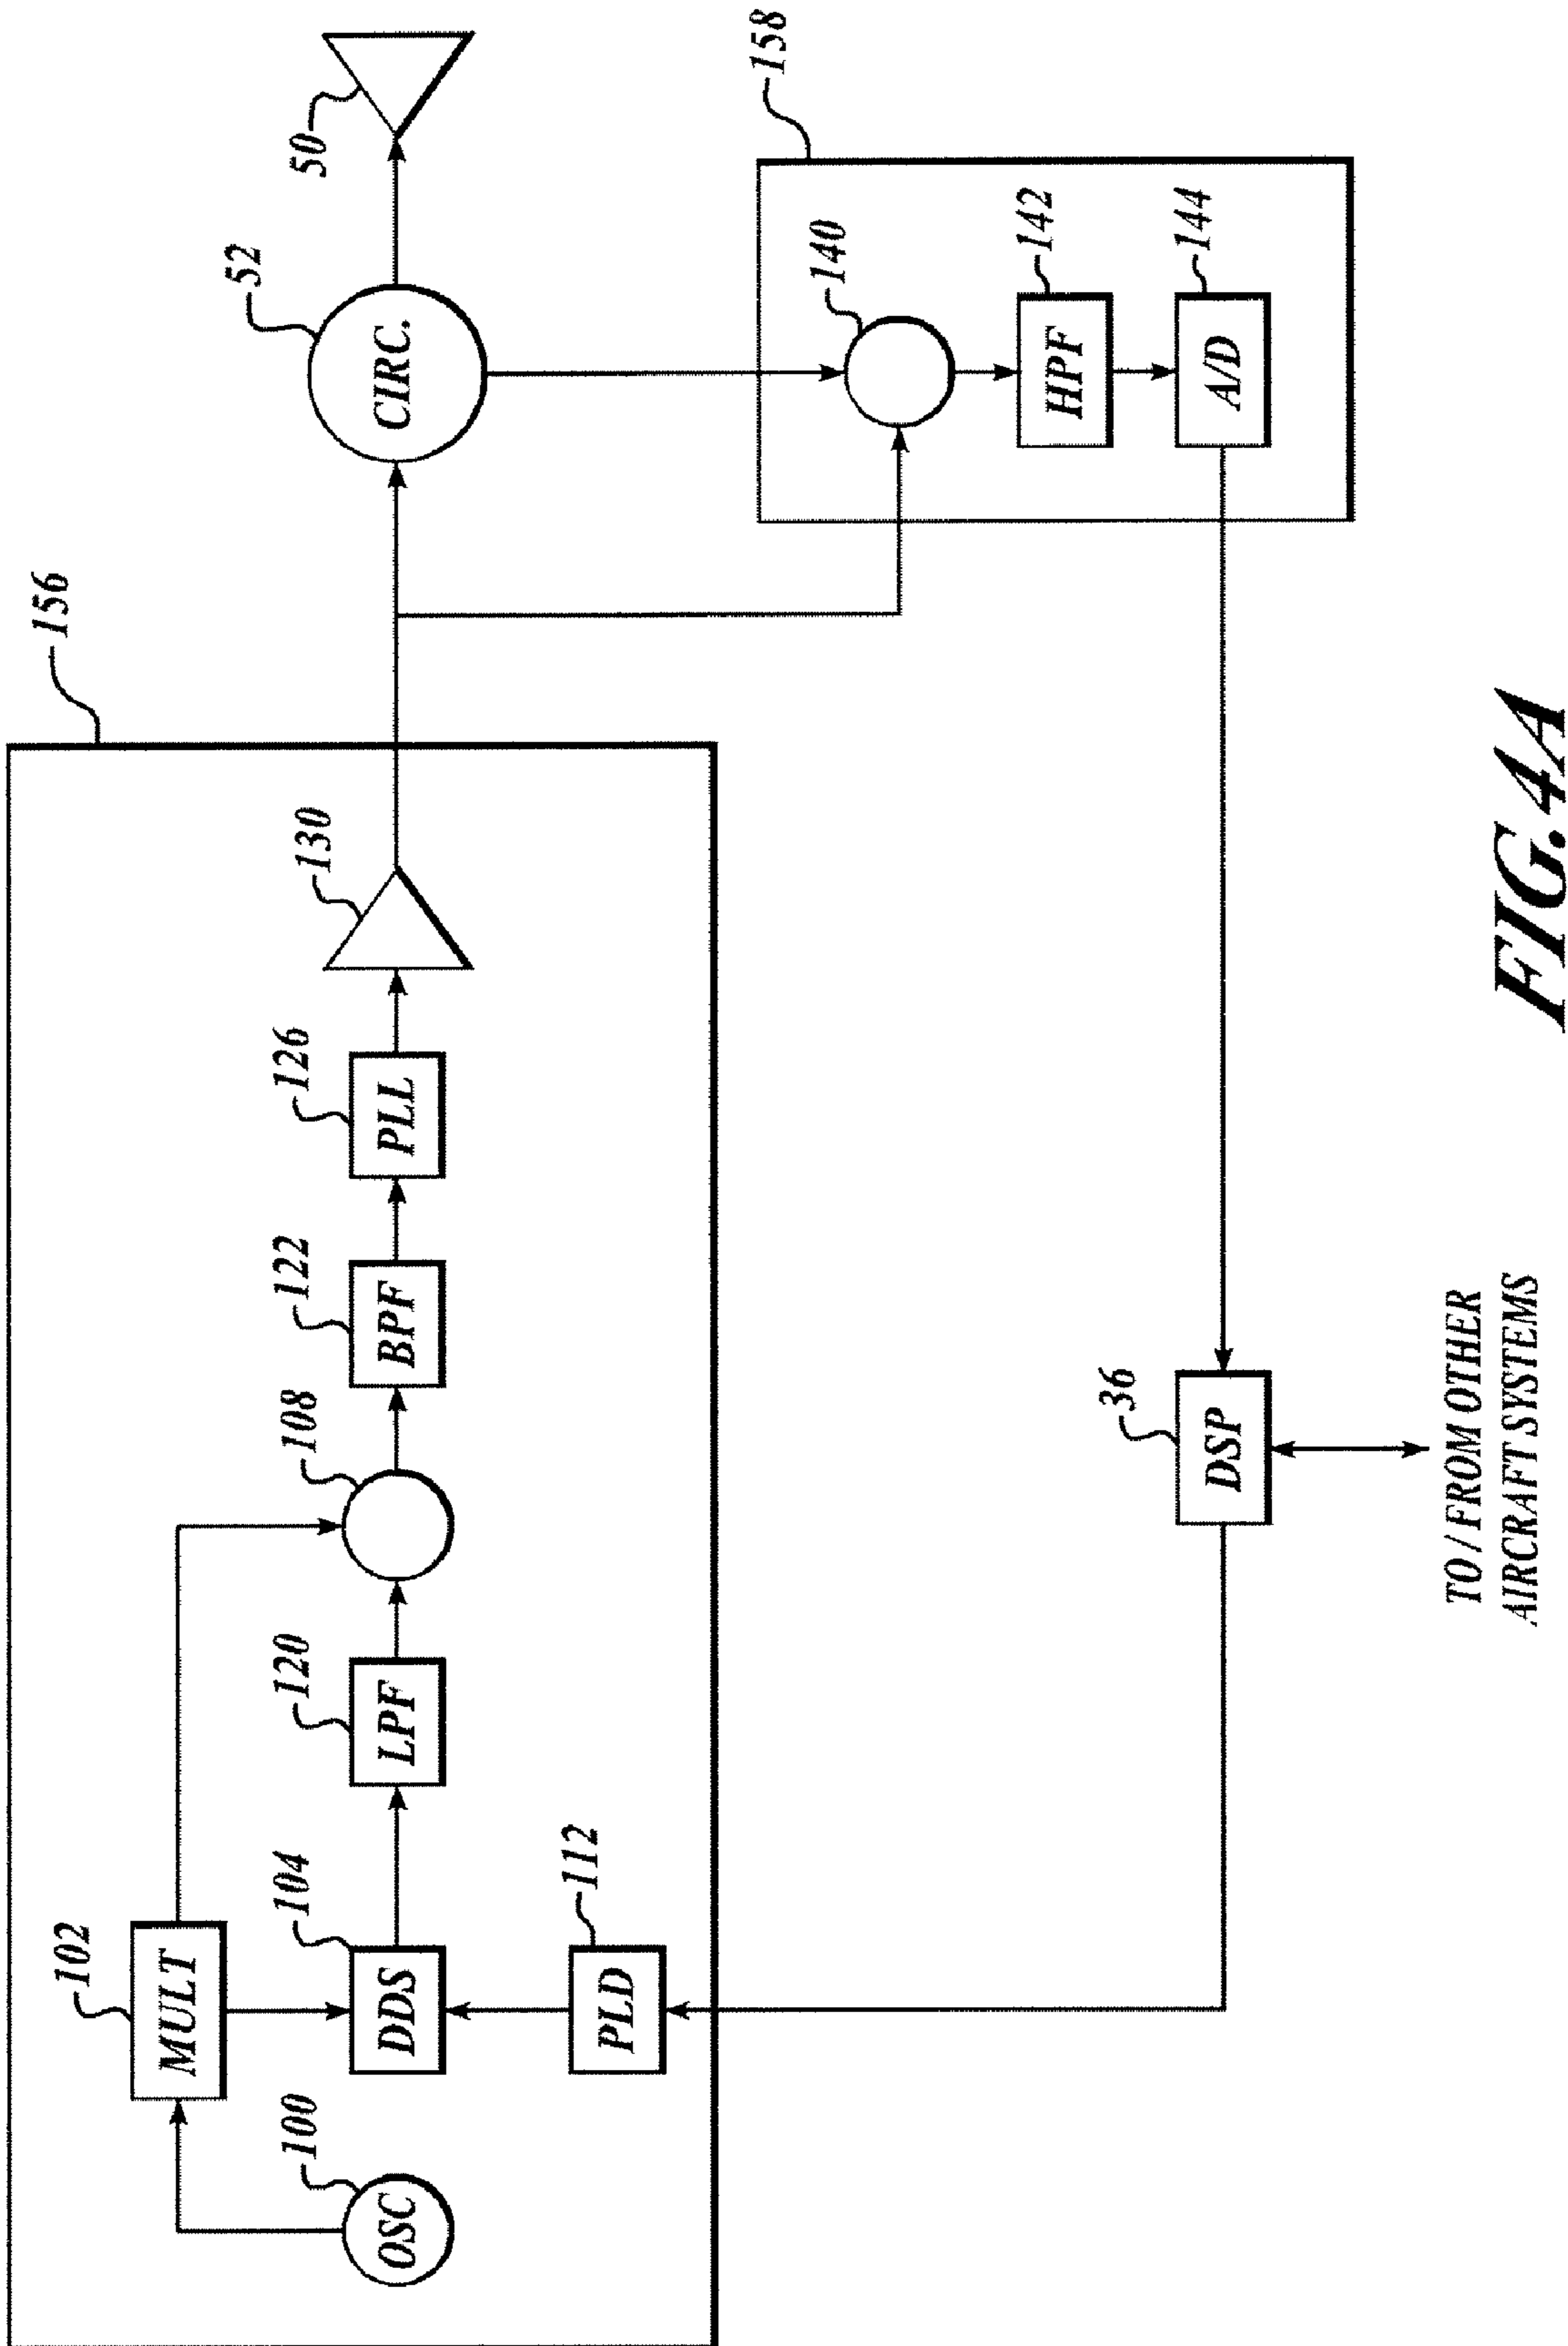 156
102
MULT
100
OSC
104
DDS
112
PLD
120
LPF
108
122
BPF
126
PLL
130
52
CIRC.
50
158
140
142
HPF
144
A/D
36
DSP
TO / FROM OTHER
AIRCRAFT SYSTEMS
FIG.4A